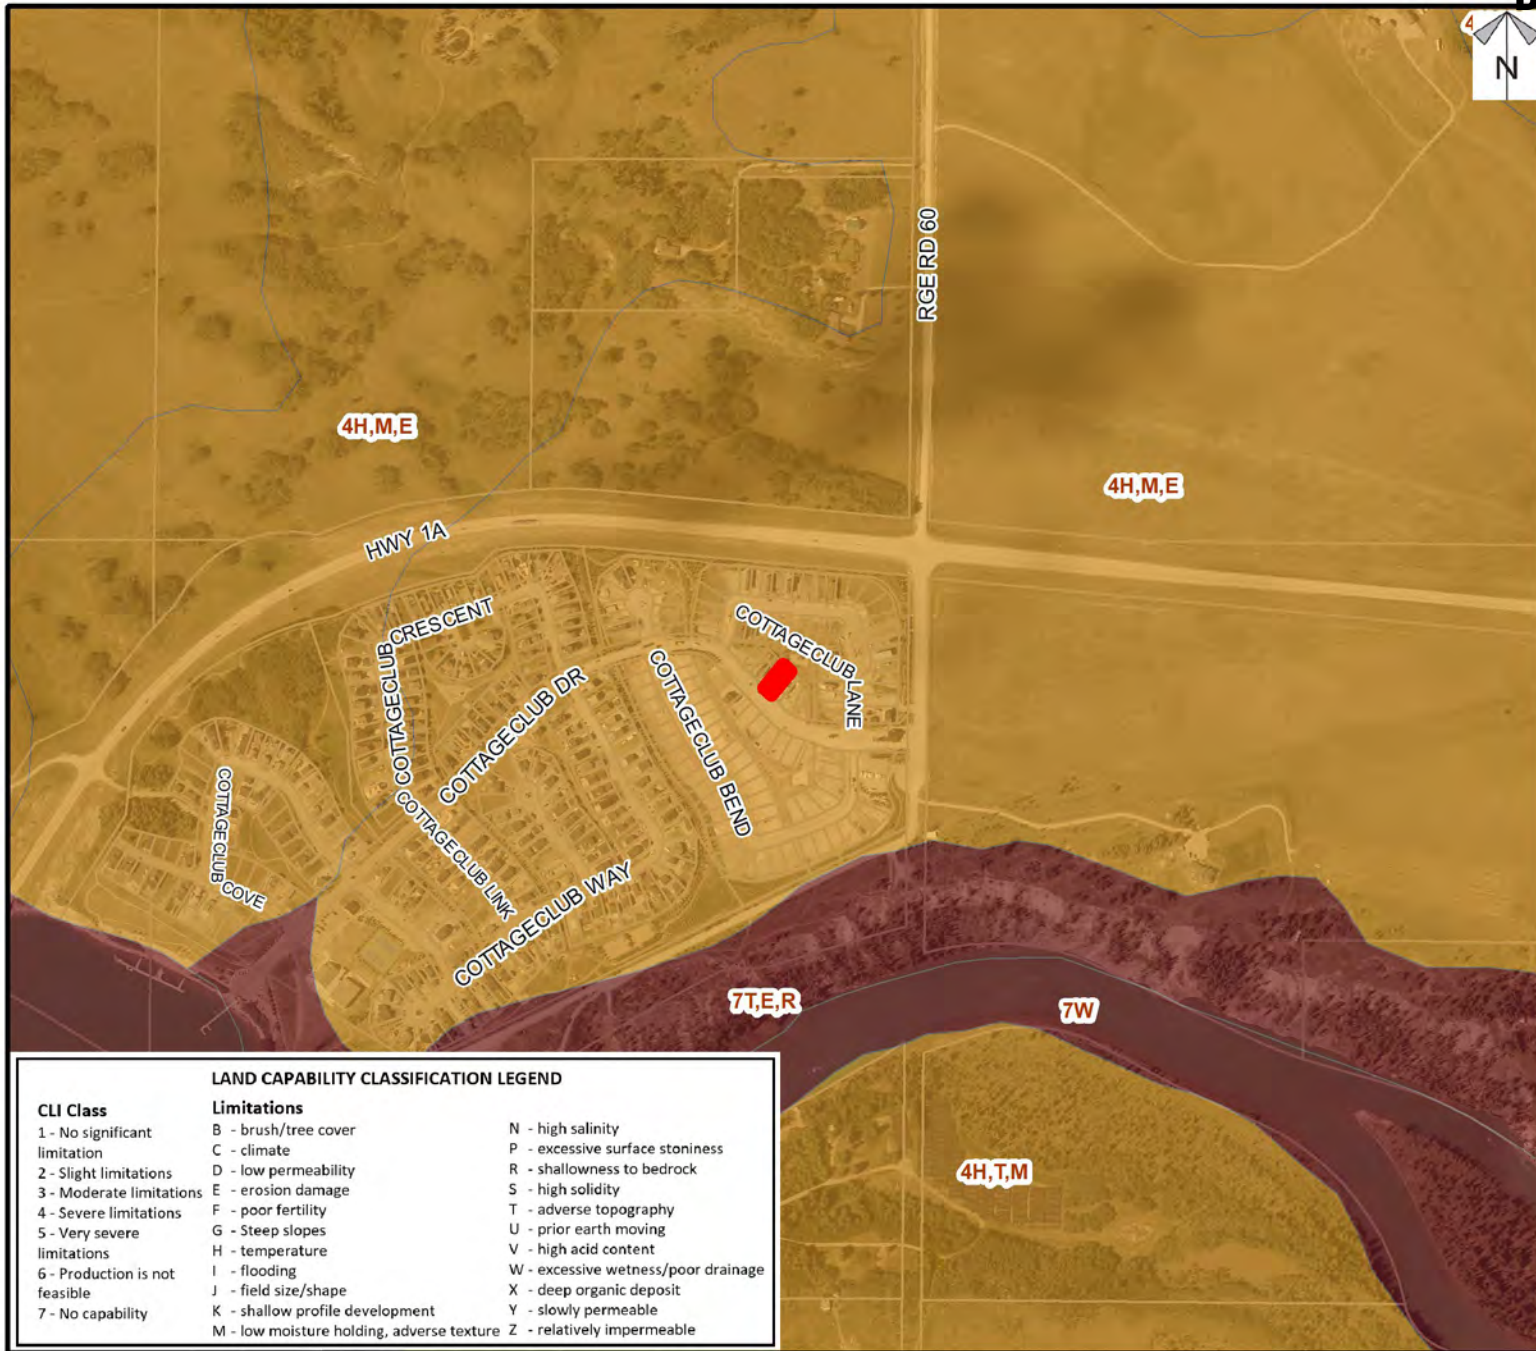 N
RGE RD 60
4H,M,E
4H,M,E
HWY 1A
COTTAGECLUB CRESCENT
COTTAGECLUB LANE
COTTAGECLUB DR
COTTAGECLUB BEND
COTTAGECLUB COVE
COTTAGECLUB LINK
COTTAGECLUB WAY
7T,E,R
7W
4H,T,M
LAND CAPABILITY CLASSIFICATION LEGEND
CLI Class
1 - No significant
limitation
2 - Slight limitations
3 - Moderate limitations
4 - Severe limitations
5 - Very severe
limitations
6 - Production is not
feasible
7 - No capability
Limitations
B - brush/tree cover
C - climate
D - low permeability
E - erosion damage
F - poor fertility
G - Steep slopes
H - temperature
I - flooding
J - field size/shape
K - shallow profile development
M - low moisture holding, adverse texture
N - high salinity
P - excessive surface stoniness
R - shallowness to bedrock
S - high solidity
T - adverse topography
U - prior earth moving
V - high acid content
W - excessive wetness/poor drainage
X - deep organic deposit
Y - slowly permeable
Z - relatively impermeable